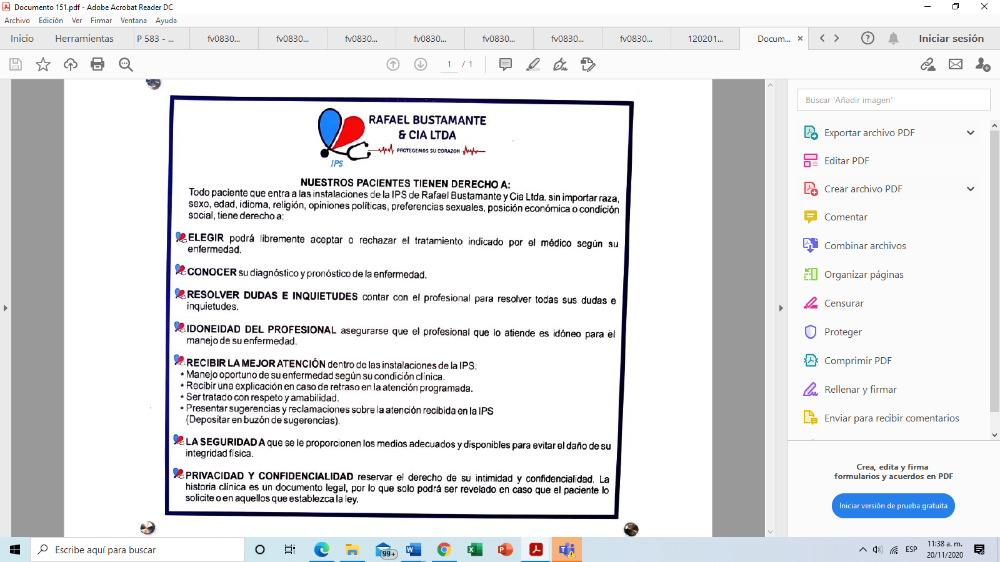 Documento 151.pdf - Adobe Acrobat Reader DC
Archivo Edición Ver Firmar Ventana Ayuda
Inicio Herramientas P 583 - ... fv0830... fv0830... fv0830... fv0830... fv0830... fv0830... fv0830... 120201... Docum... Iniciar sesión
1 / 1
Buscar 'Añadir imagen'
Exportar archivo PDF
Editar PDF
Crear archivo PDF
Comentar
Combinar archivos
Organizar páginas
Censurar
Proteger
Comprimir PDF
Rellenar y firmar
Enviar para recibir comentarios
Crea, edita y firma
formularios y acuerdos en PDF
Iniciar versión de prueba gratuita
RAFAEL BUSTAMANTE
& CIA LTDA
PROTEGEMOS SU CORAZON
IPS
NUESTROS PACIENTES TIENEN DERECHO A:
Todo paciente que entra a las instalaciones de la IPS de Rafael Bustamante y Cia Ltda. sin importar raza,
sexo, edad, idioma, religión, opiniones políticas, preferencias sexuales, posición económica o condición
social, tiene derecho a:
ELEGIR podrá libremente aceptar o rechazar el tratamiento indicado por el médico según su
enfermedad.
CONOCER su diagnóstico y pronóstico de la enfermedad.
RESOLVER DUDAS E INQUIETUDES contar con el profesional para resolver todas sus dudas e
inquietudes.
IDONEIDAD DEL PROFESIONAL asegurarse que el profesional que lo atiende es idóneo para el
manejo de su enfermedad.
RECIBIR LA MEJOR ATENCIÓN dentro de las instalaciones de la IPS:
* Manejo oportuno de su enfermedad según su condición clínica.
* Recibir una explicación en caso de retraso en la atención programada.
* Ser tratado con respeto y amabilidad.
* Presentar sugerencias y reclamaciones sobre la atención recibida en la IPS
(Depositar en buzón de sugerencias).
LA SEGURIDAD A que se le proporcionen los medios adecuados y disponibles para evitar el daño de su
integridad física.
PRIVACIDAD Y CONFIDENCIALIDAD reservar el derecho de su intimidad y confidencialidad. La
historia clínica es un documento legal, por lo que solo podrá ser revelado en caso que el paciente lo
solicite o en aquellos que establezca la ley.
Escribe aquí para buscar
99+
ESP
11:38 a. m.
20/11/2020